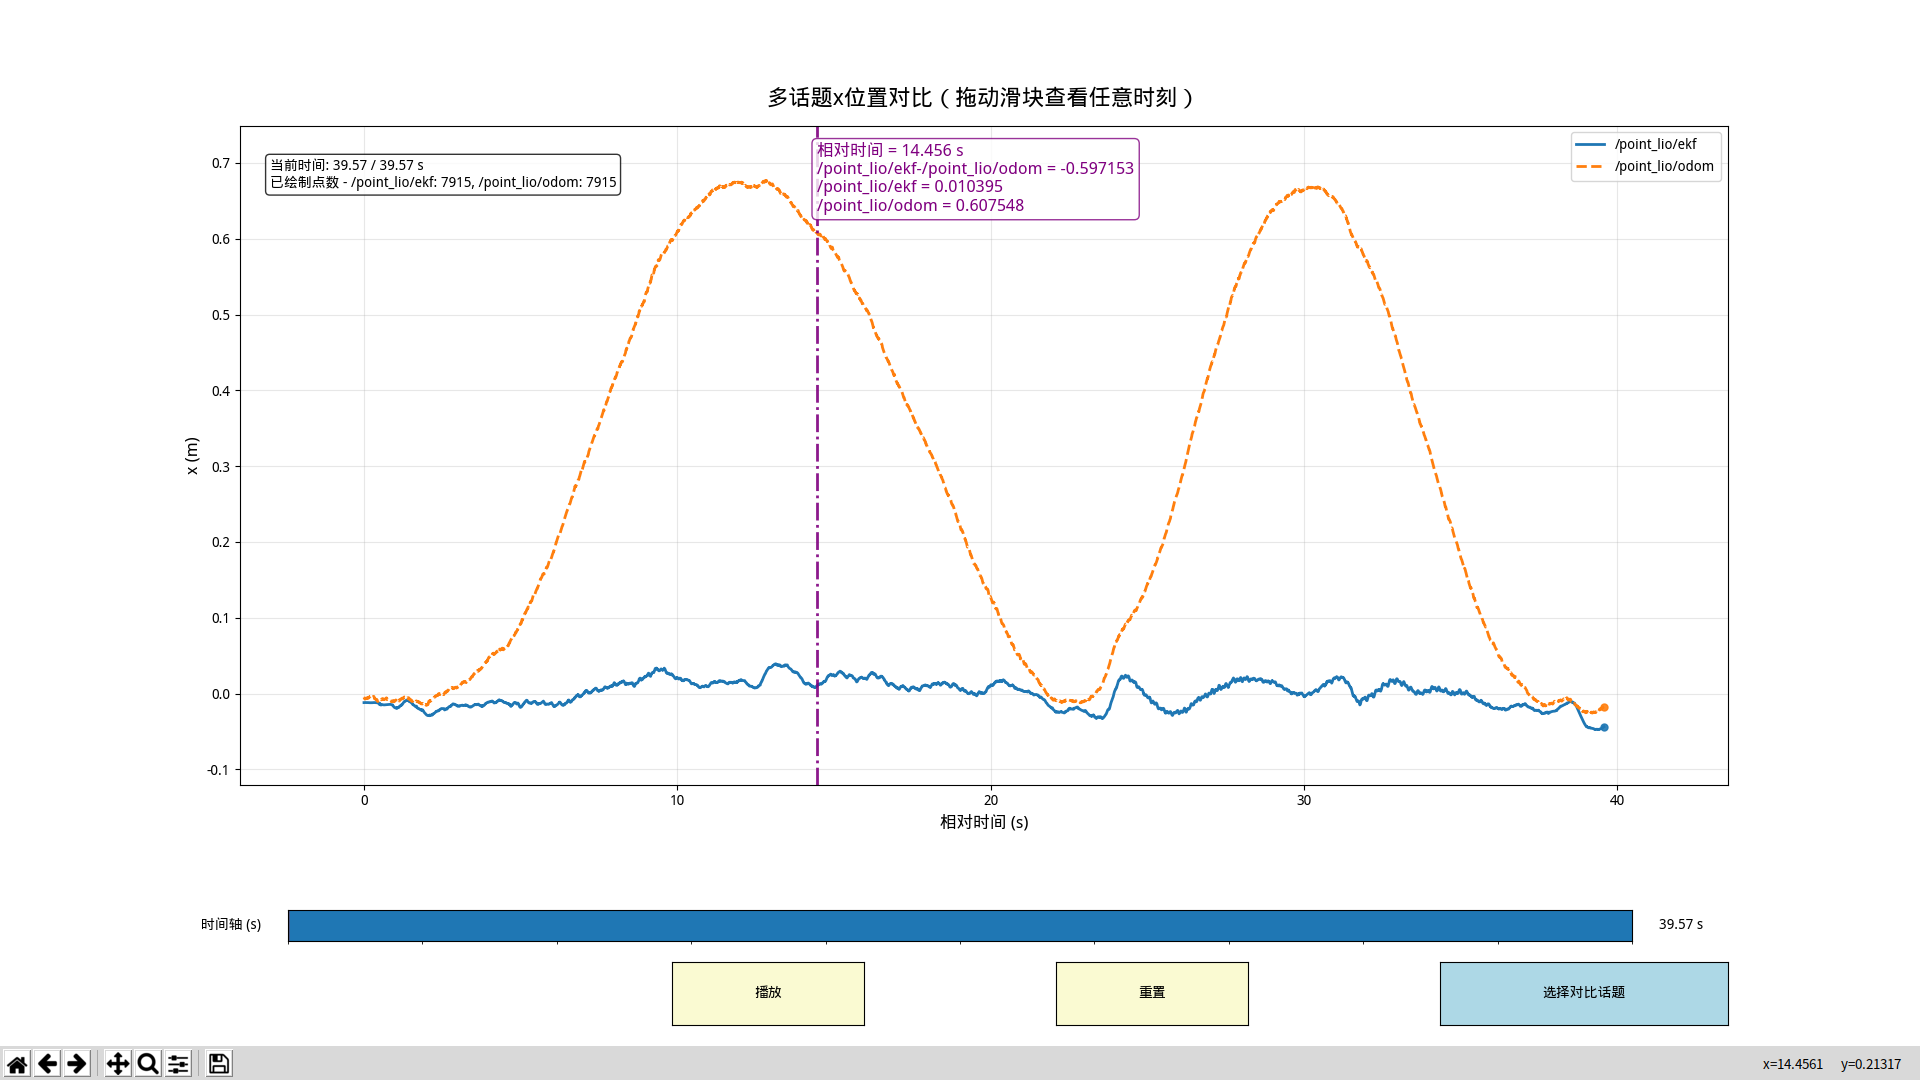 多话题x位置对比（拖动滑块查看任意时刻）
当前时间: 39.57 / 39.57 s
已绘制点数 - /point_lio/ekf: 7915, /point_lio/odom: 7915
相对时间 = 14.456 s
/point_lio/ekf-/point_lio/odom = -0.597153
/point_lio/ekf = 0.010395
/point_lio/odom = 0.607548
/point_lio/ekf
/point_lio/odom
x (m)
0.7
0.6
0.5
0.4
0.3
0.2
0.1
0.0
-0.1
0
10
20
30
40
相对时间 (s)
时间轴 (s)
39.57 s
播放
重置
选择对比话题
x=14.4561 y=0.21317